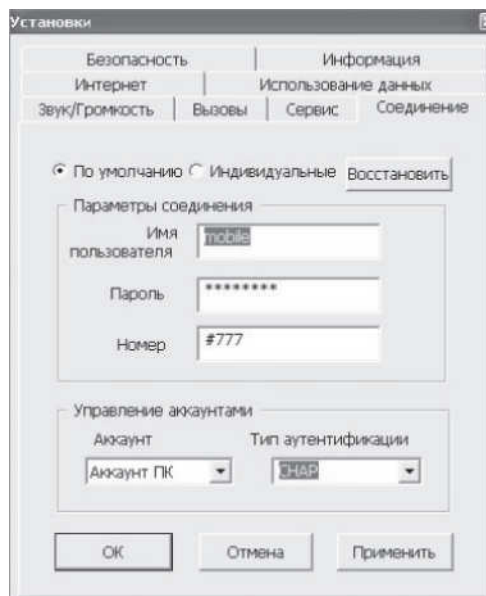 Установки
Безопасность Информация
Интернет Использование данных
Звук/Громкость Вызовы Сервис Соединение
По умолчанию Индивидуальные Восстановить
Параметры соединения
Имя
пользователя mobile
Пароль ********
Номер #777
Управление аккаунтами
Аккаунт Тип аутентификации
Аккаунт ПК CHAP
ОК Отмена Применить